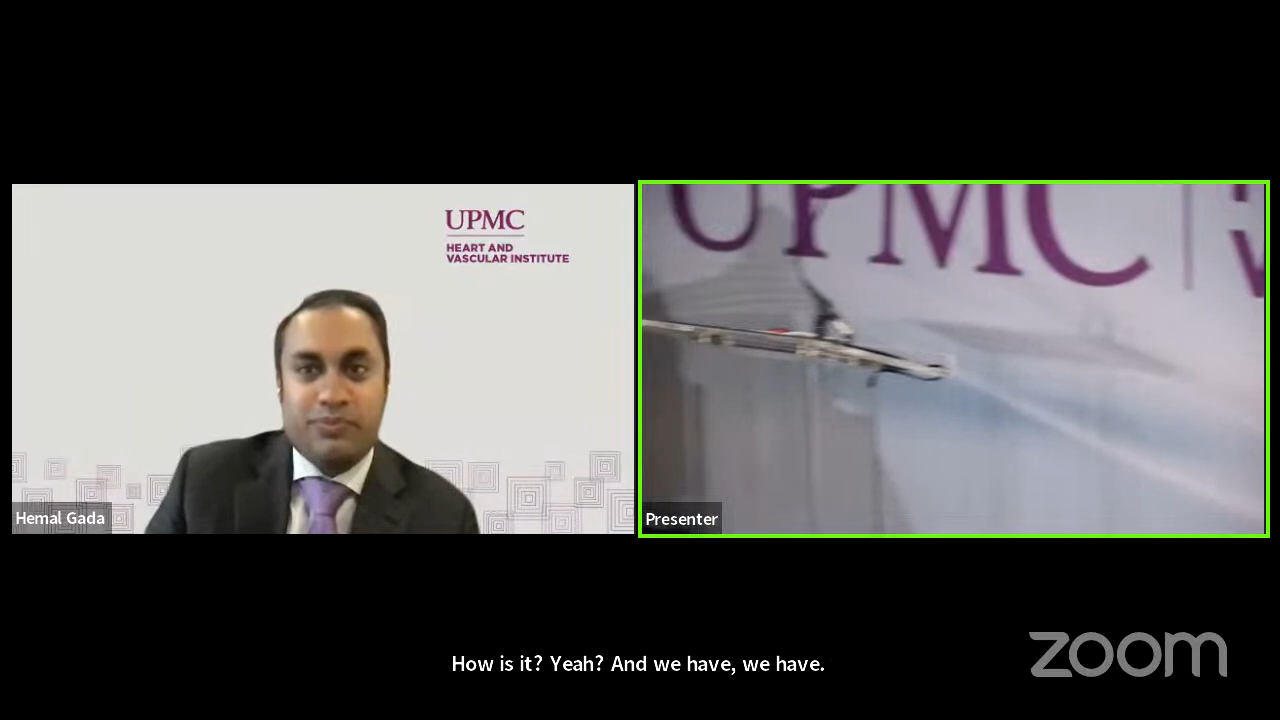 UPMC
HEART AND
VASCULAR INSTITUTE
UPMC
Hemal Gada
Presenter
How is it? Yeah? And we have, we have.
zoom